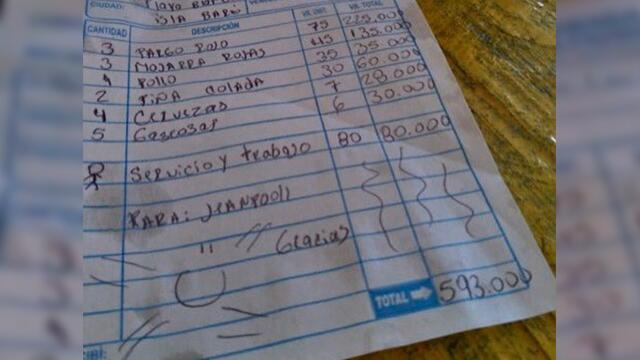 CIUDAD:
ISLA BARU
CANTIDAD DESCRIPCIÓN VR. UNIT. VR. TOTAL
3 PARGO ROJO 75 225.000
3 MOJARRA ROJAS 45 135.000
1 POLLO 35 35.000
2 PIÑA COLADA 30 60.000
4 CERVEZAS 7 28.000
5 GASEOSAS 6 30.000
Servicio y trabajo 80 80.000
PARA: JEANPOOL
Gracias
TOTAL 593.000